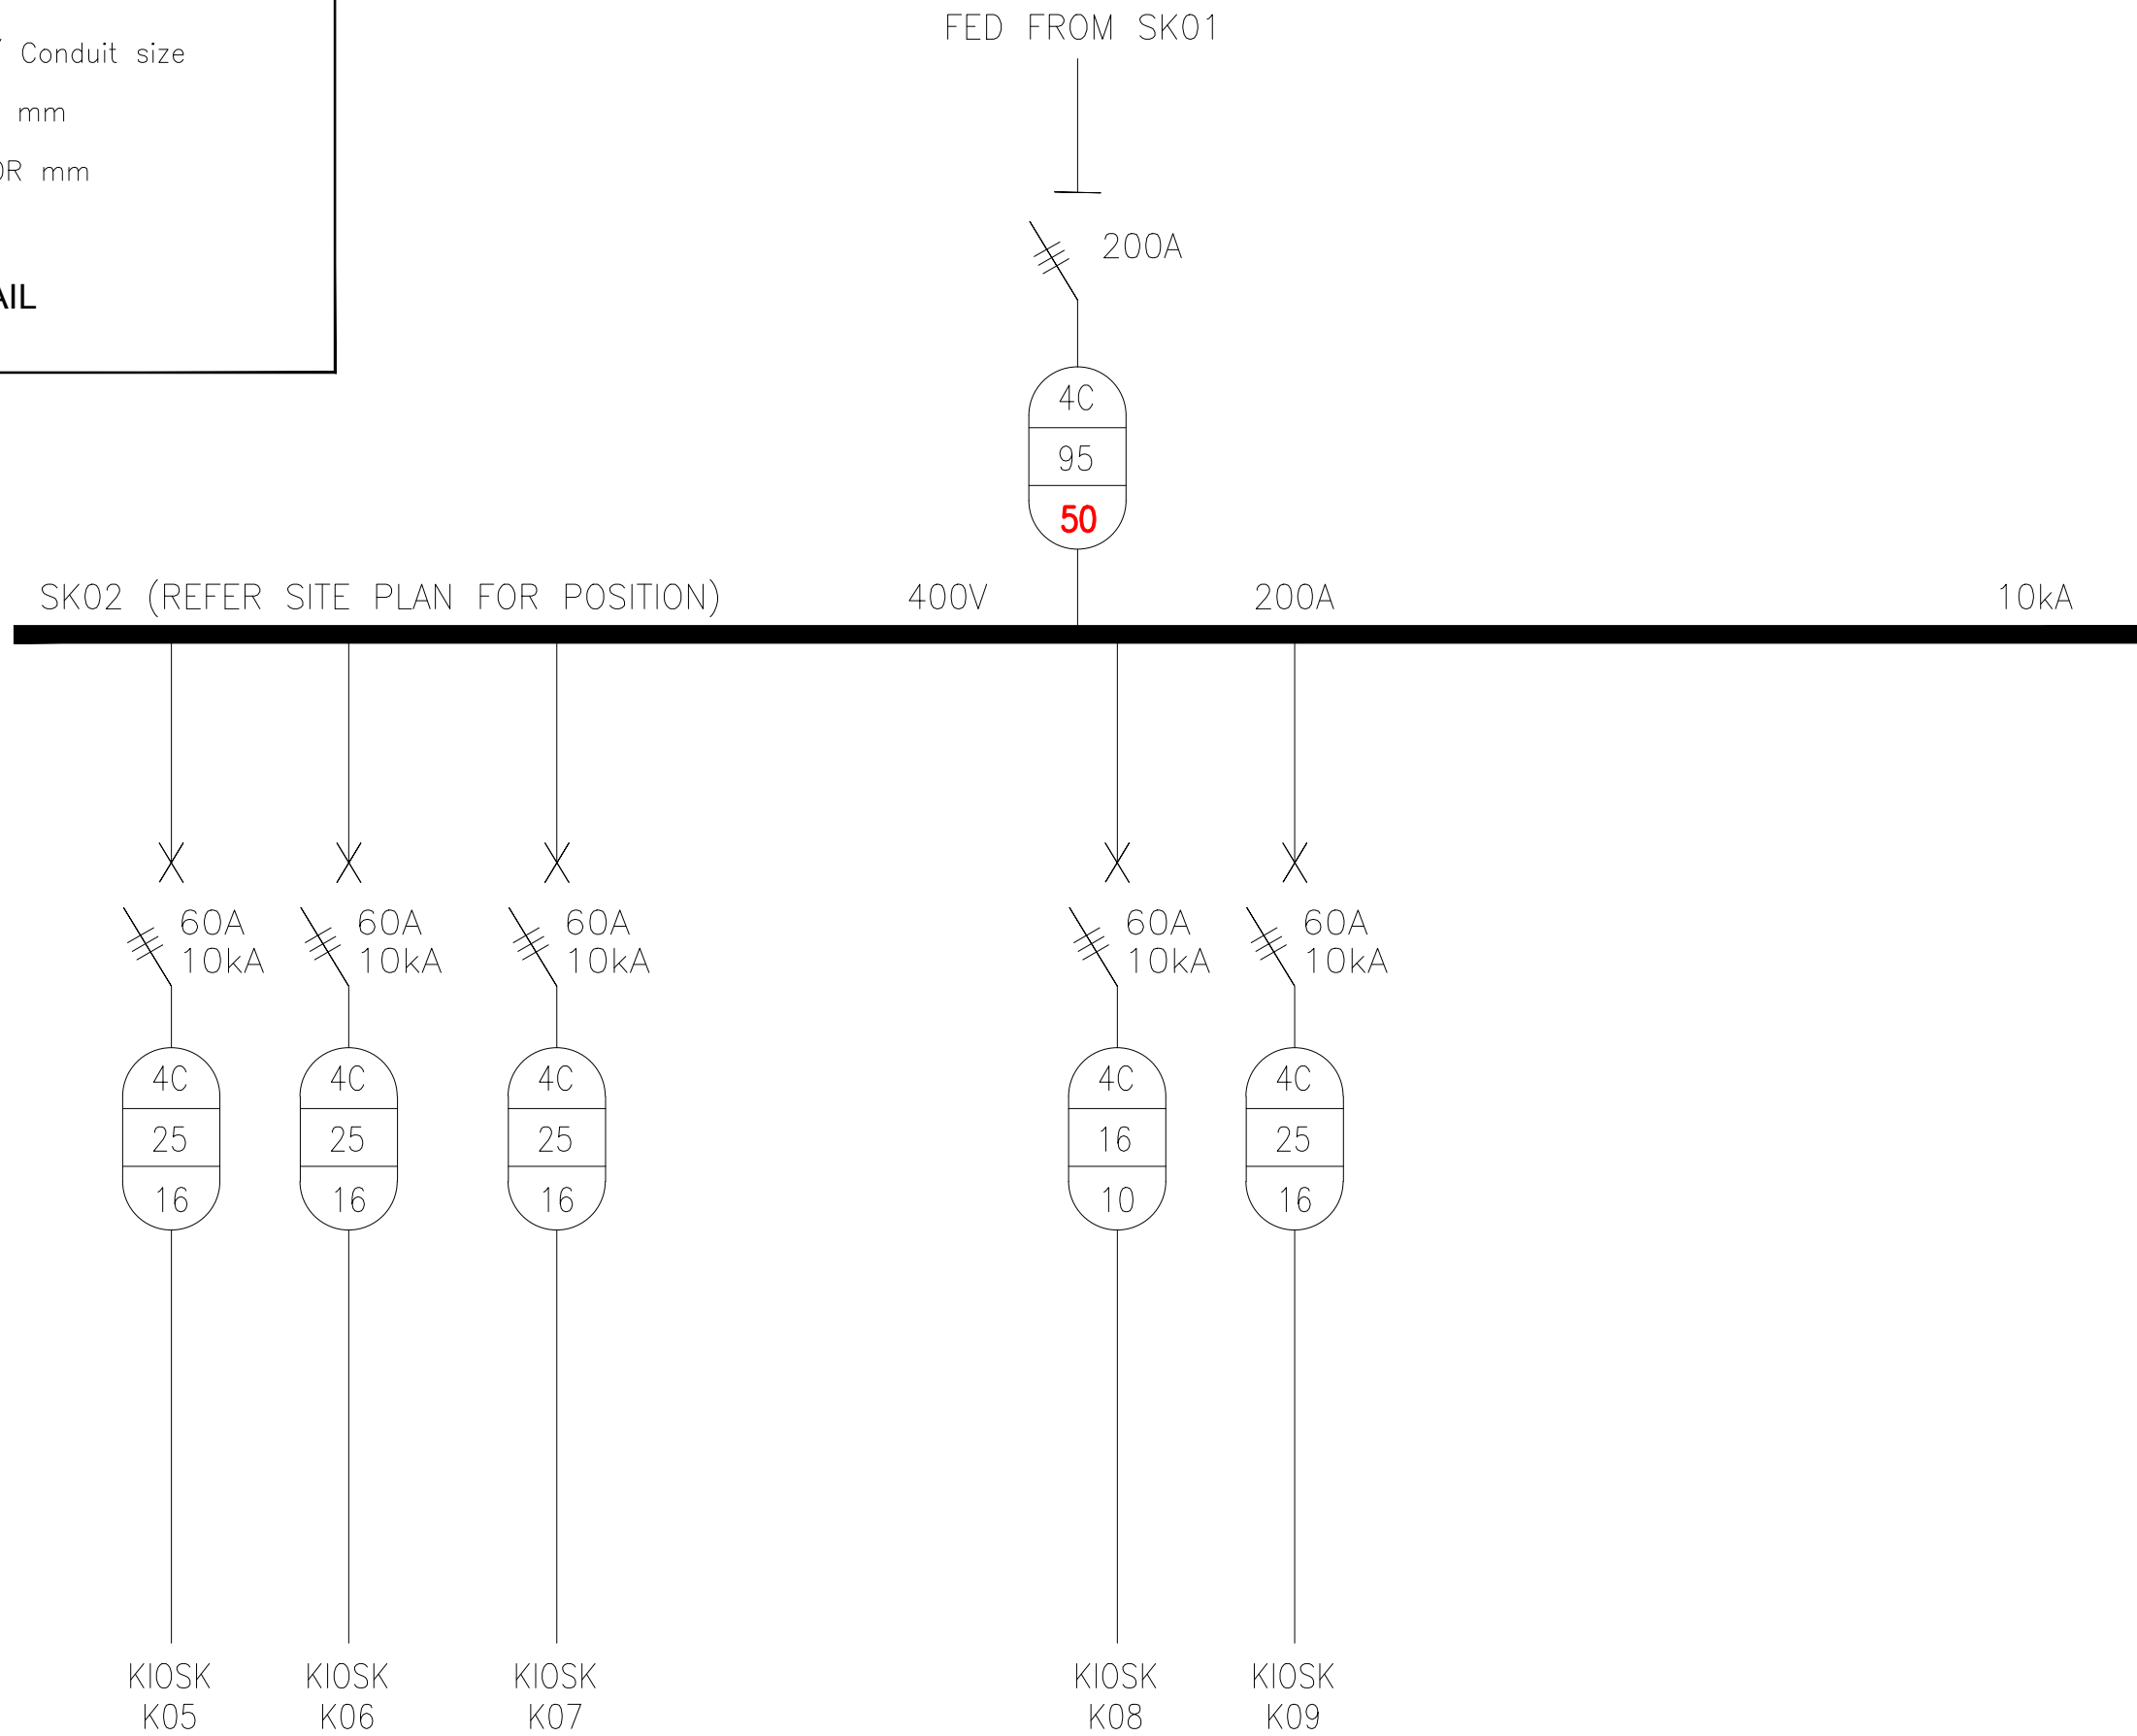 Conduit size
mm
mm
FED FROM SK01
200A
4C
95
50
SK02 (REFER SITE PLAN FOR POSITION) 400V 200A 10kA
60A 60A 60A 60A 60A
10kA 10kA 10kA 10kA 10kA
4C 4C 4C 4C 4C
25 25 25 16 25
16 16 16 10 16
KIOSK KIOSK KIOSK KIOSK KIOSK
K05 K06 K07 K08 K09